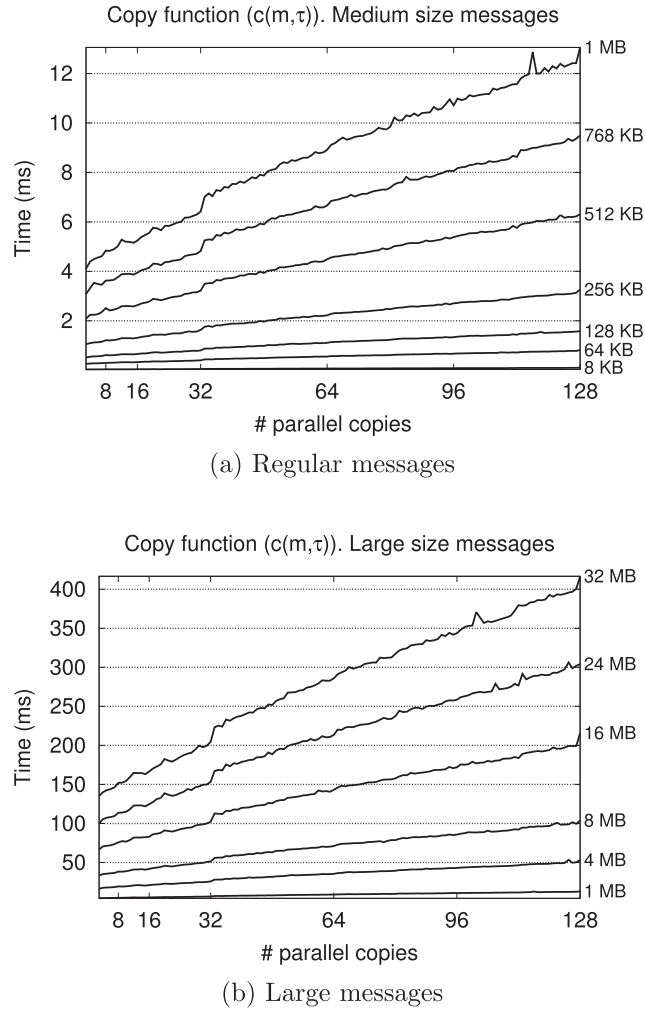 Copy function (c(m,τ)). Medium size messages
1 MB
12
10
768 KB
8
Time (ms)
6
512 KB
4
256 KB
2
128 KB
64 KB
8 KB
8 16 32 64 96 128
# parallel copies
(a) Regular messages
Copy function (c(m,τ)). Large size messages
32 MB
400
350
300
24 MB
250
Time (ms)
200
16 MB
150
100
8 MB
50
4 MB
1 MB
8 16 32 64 96 128
# parallel copies
(b) Large messages